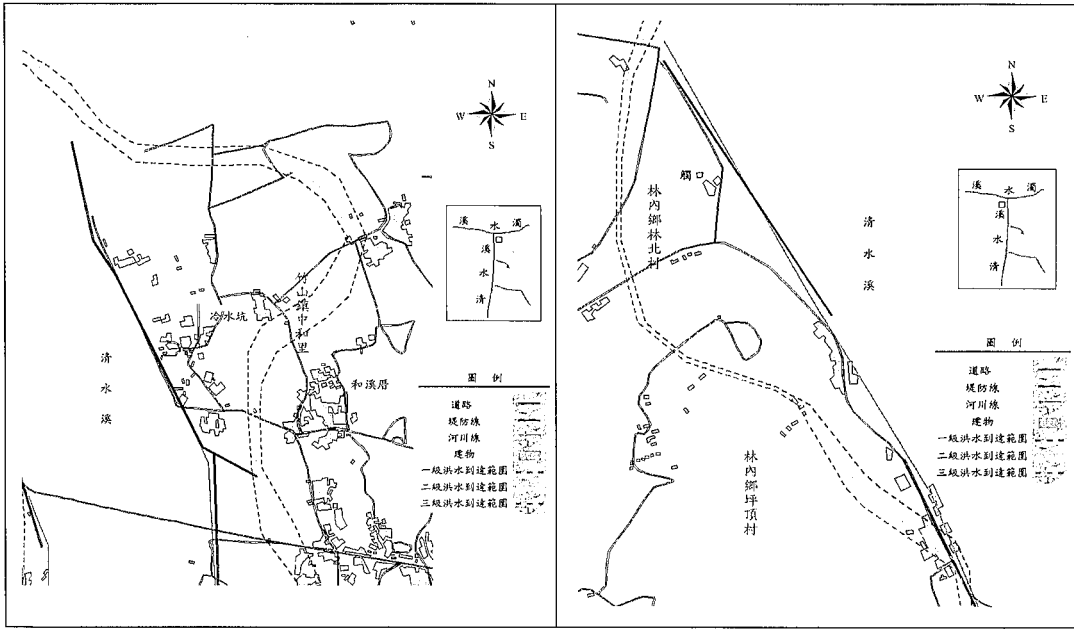 N
W
E
S
溪 水 濁
溪
水
清
竹山鎮中和里
冷水坑
清水溪
和溪厝
圖 例
道路
堤防線
河川線
建物
一級洪水到達範圍
二級洪水到達範圍
三級洪水到達範圍
N
W
E
S
觸
林內鄉林北村
清水溪
溪 水 濁
溪
水
清
林內鄉坪頂村
圖 例
道路
堤防線
河川線
建物
一級洪水到達範圍
二級洪水到達範圍
三級洪水到達範圍